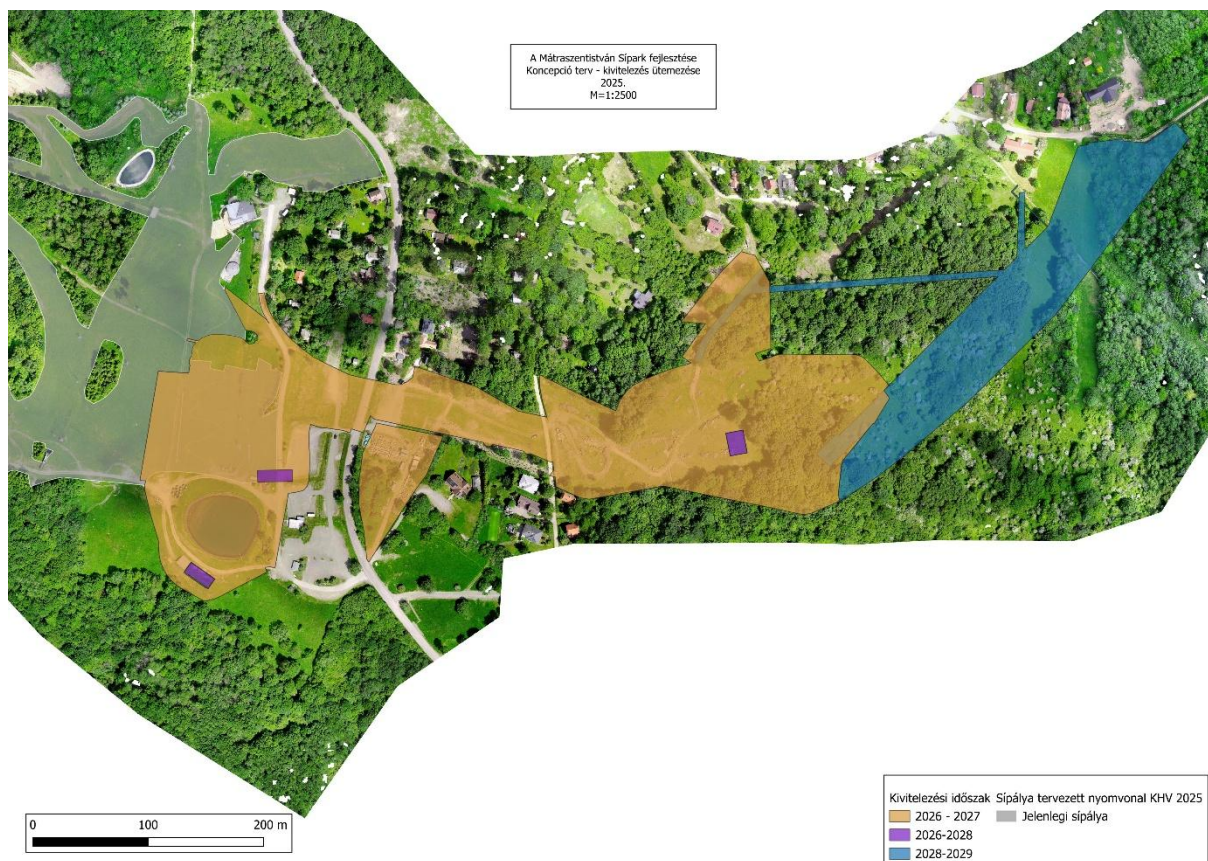 A Mátraszentistván Sípark fejlesztése
Koncepció terv - kivitelezés ütemezése
2025.
M=1:2500
0 100 200 m
Kivitelezési időszak Sípálya tervezett nyomvonal KHV 2025
2026 - 2027 Jelenlegi sípálya
2026-2028
2028-2029